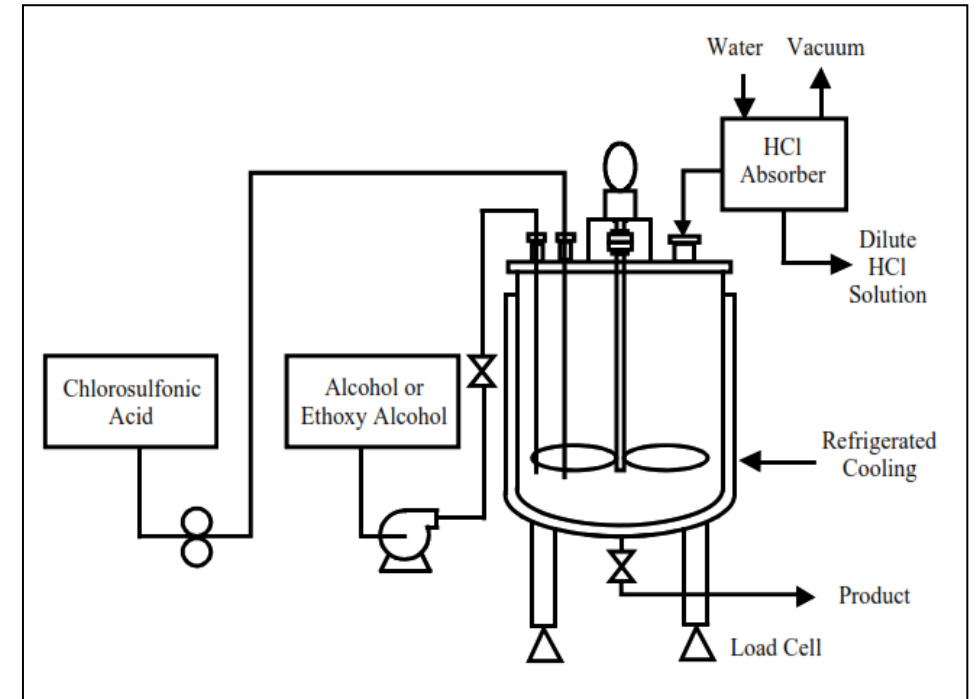 Water
Vacuum
HCl
Absorber
Dilute
HCl
Solution
Chlorosulfonic
Acid
Alcohol or
Ethoxy Alcohol
Refrigerated
Cooling
Product
Load Cell